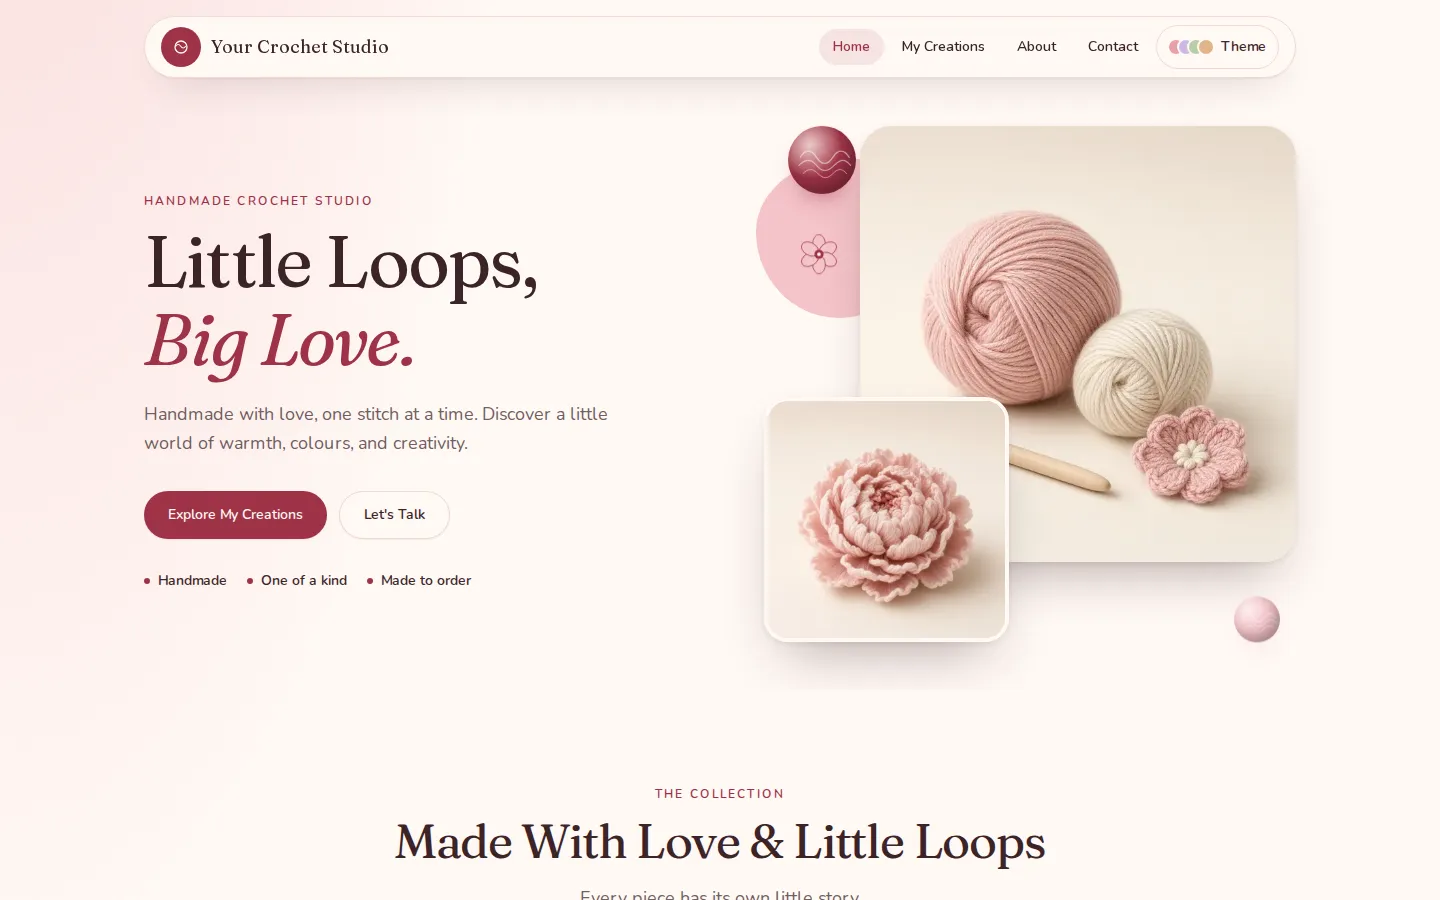 Your Crochet Studio
Home
My Creations
About
Contact
Theme
HANDMADE CROCHET STUDIO
Little Loops,
Big Love.
Handmade with love, one stitch at a time. Discover a little
world of warmth, colours, and creativity.
Explore My Creations
Let's Talk
Handmade
One of a kind
Made to order
THE COLLECTION
Made With Love & Little Loops
Every piece has its own little story